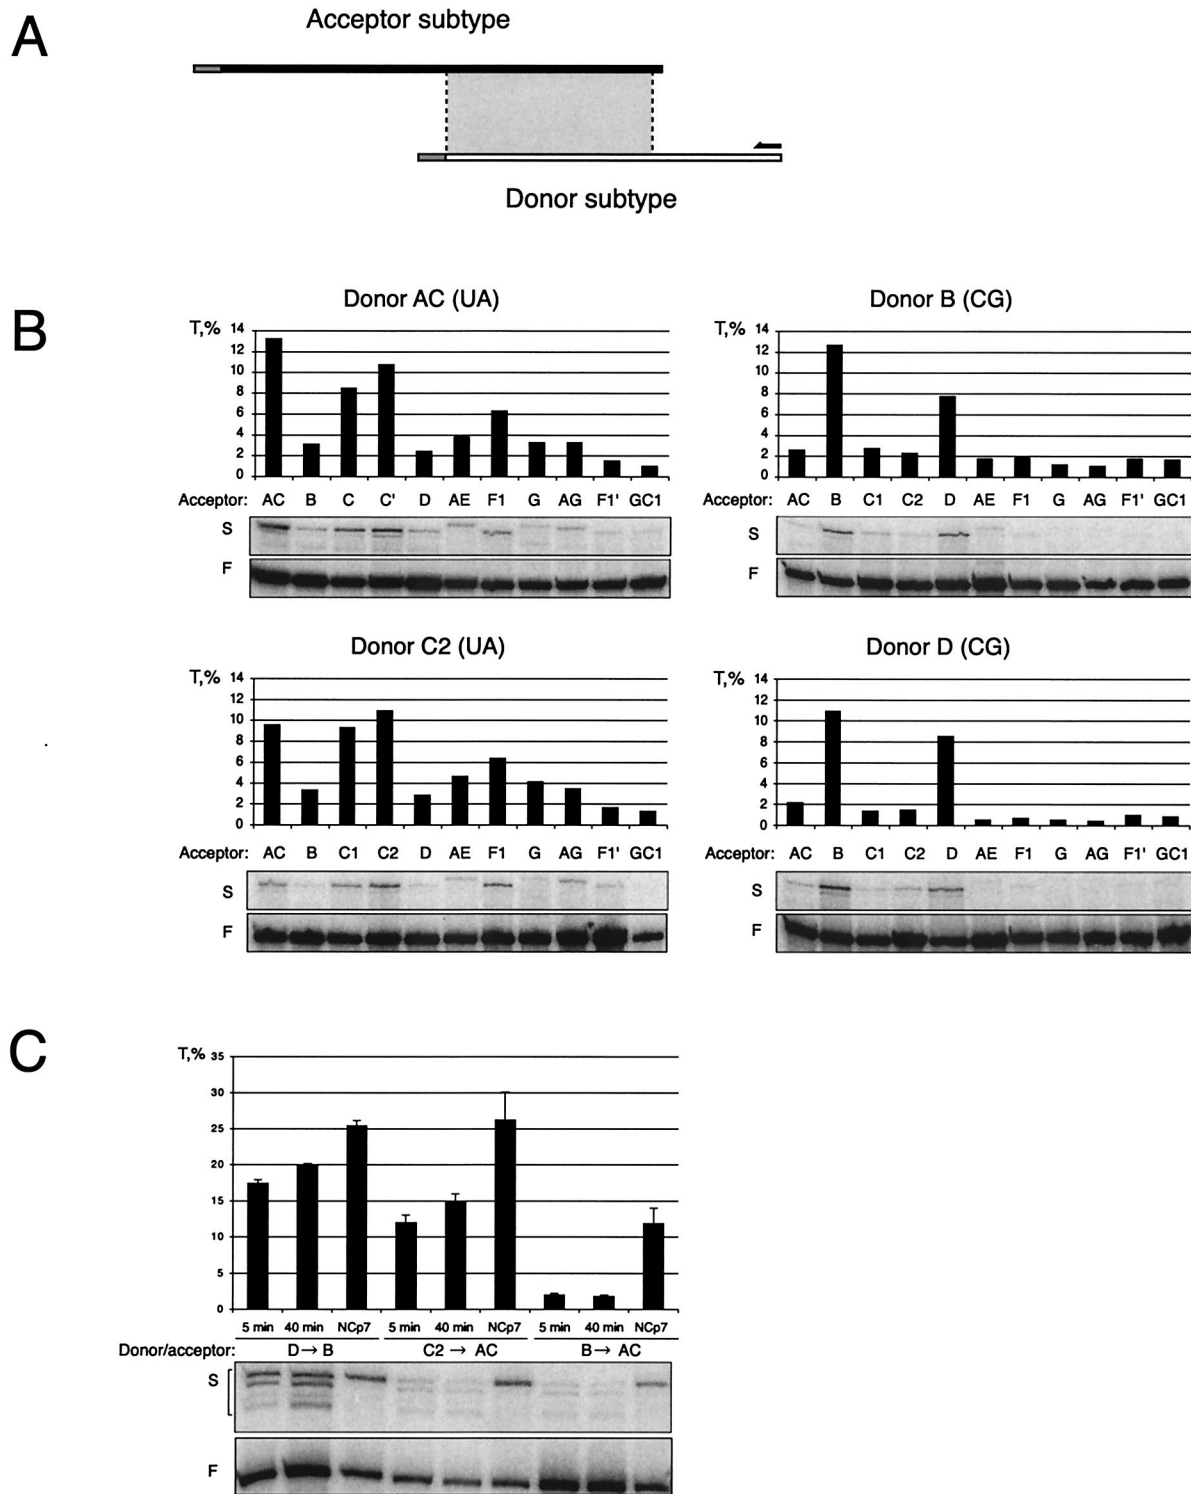 A
Acceptor subtype
Donor subtype
B
Donor AC (UA)
T,%
14
12
10
8
6
4
2
0
Acceptor: AC B C C' D AE F1 G AG F1' GC1
S
F
Donor B (CG)
T,%
14
12
10
8
6
4
2
0
Acceptor: AC B C1 C2 D AE F1 G AG F1' GC1
S
F
Donor C2 (UA)
T,%
14
12
10
8
6
4
2
0
Acceptor: AC B C1 C2 D AE F1 G AG F1' GC1
S
F
Donor D (CG)
T,%
14
12
10
8
6
4
2
0
Acceptor: AC B C1 C2 D AE F1 G AG F1' GC1
S
F
C
T,%
35
30
25
20
15
10
5
0
5 min 40 min NCp7 5 min 40 min NCp7 5 min 40 min NCp7
Donor/acceptor: D→B C2 → AC B→ AC
S
F